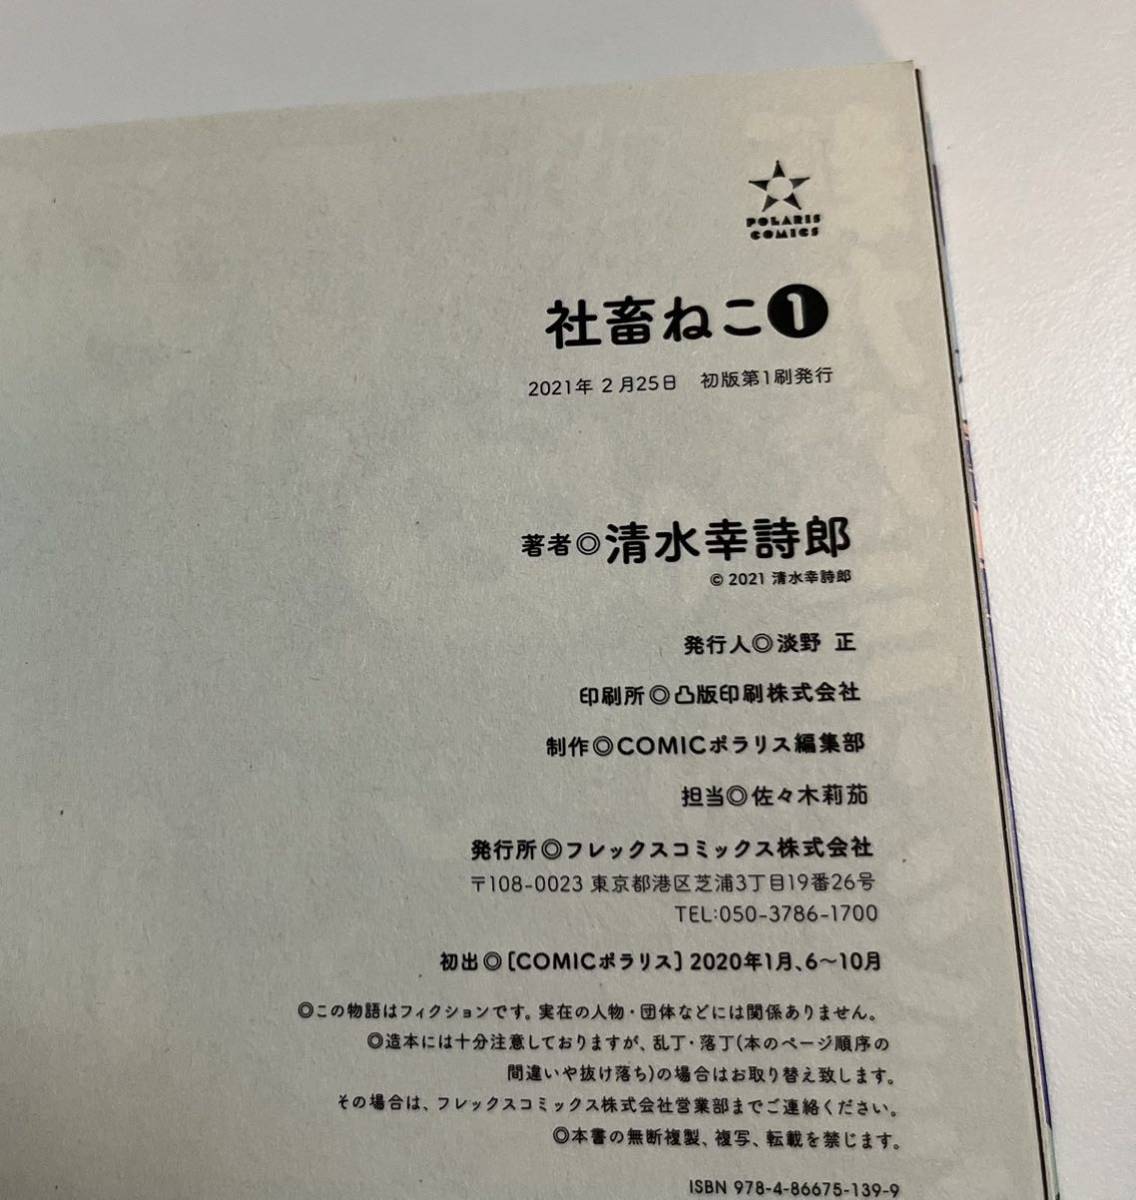 POLARIS
COMICS
社畜ねこ❶
2021年 2月25日　初版第1刷発行
著者◎清水幸詩郎
© 2021 清水幸詩郎
発行人◎淡野 正
印刷所◎凸版印刷株式会社
制作◎COMICポラリス編集部
担当◎佐々木莉茄
発行所◎フレックスコミックス株式会社
〒108-0023 東京都港区芝浦3丁目19番26号
TEL:050-3786-1700
初出◎［COMICポラリス］2020年1月、6〜10月
◎この物語はフィクションです。実在の人物・団体などには関係ありません。
◎造本には十分注意しておりますが、乱丁・落丁(本のページ順序の
間違いや抜け落ち)の場合はお取り替え致します。
その場合は、フレックスコミックス株式会社営業部までご連絡ください。
◎本書の無断複製、複写、転載を禁じます。
ISBN 978-4-86675-139-9